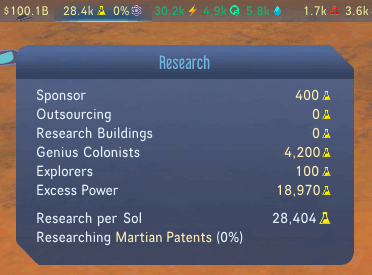 $100.1B 28.4k 0% 30.2k 4.9k 5.8k 1.7k 3.6k
Research
Sponsor 400
Outsourcing 0
Research Buildings 0
Genius Colonists 4,200
Explorers 100
Excess Power 18,970
Research per Sol 28,404
Researching Martian Patents (0%)